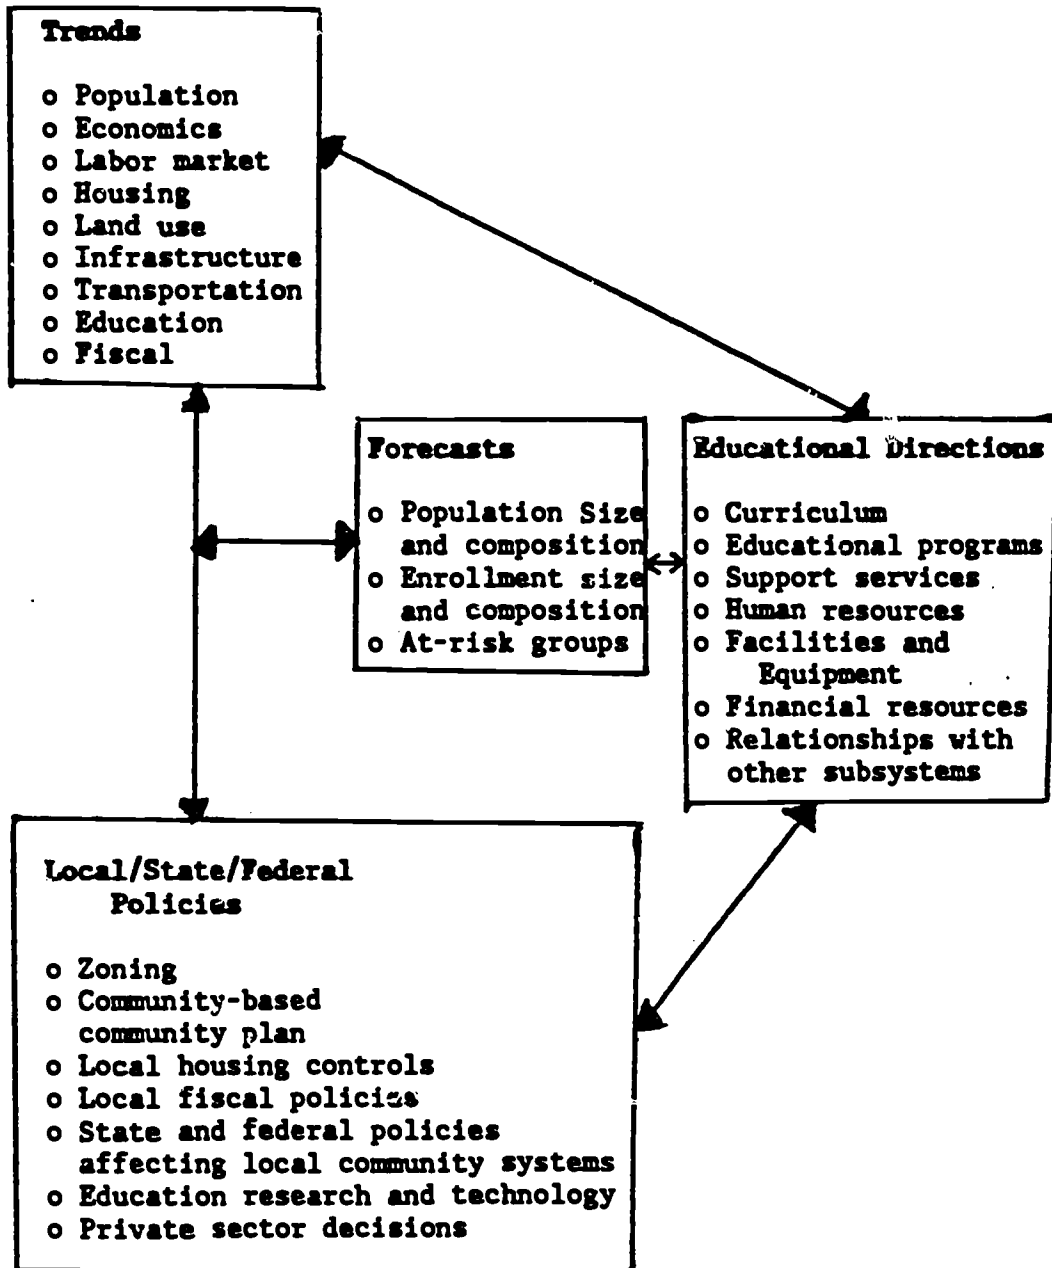 Trends
o Population
o Economics
o Labor market
o Housing
o Land use
o Infrastructure
o Transportation
o Education
o Fiscal
Forecasts
o Population Size
and composition
o Enrollment size
and composition
o At-risk groups
Educational Directions
o Curriculum
o Educational programs
o Support services
o Human resources
o Facilities and
Equipment
o Financial resources
o Relationships with
other subsystems
Local/State/Federal
Policies
o Zoning
o Community-based
community plan
o Local housing controls
o Local fiscal policies
o State and federal policies
affecting local community systems
o Education research and technology
o Private sector decisions